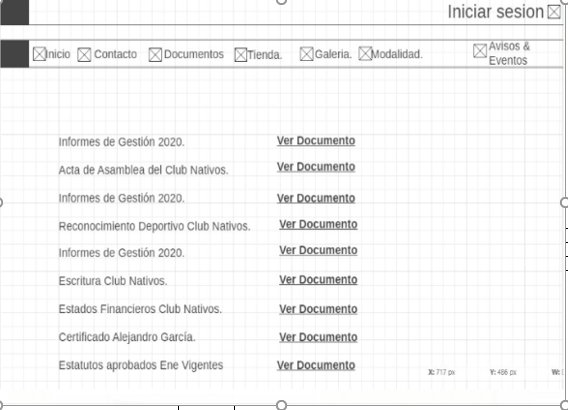 Iniciar sesion
Inicio Contacto Documentos Tienda. Galeria. Modalidad. Avisos & Eventos
Informes de Gestión 2020. Ver Documento
Acta de Asamblea del Club Nativos. Ver Documento
Informes de Gestión 2020. Ver Documento
Reconocimiento Deportivo Club Nativos. Ver Documento
Informes de Gestión 2020. Ver Documento
Escritura Club Nativos. Ver Documento
Estados Financieros Club Nativos. Ver Documento
Certificado Alejandro García. Ver Documento
Estatutos aprobados Ene Vigentes Ver Documento
X: 717 px Y: 486 px W: